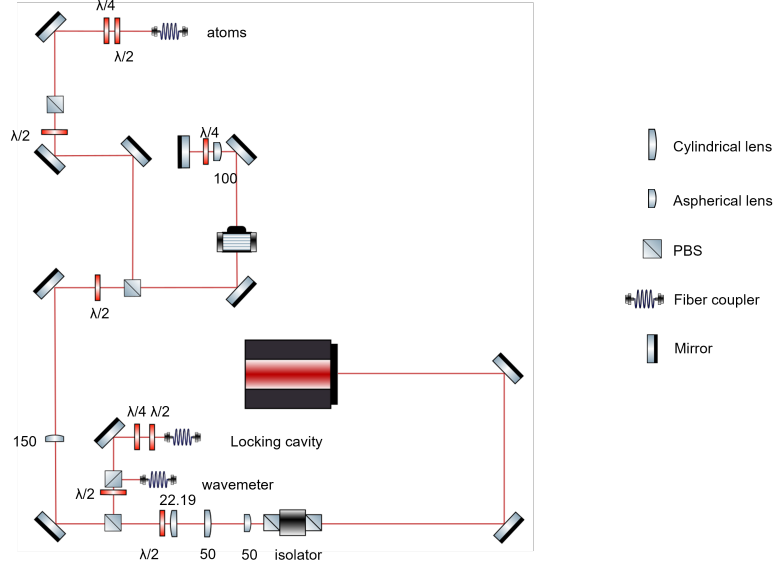 λ/4
λ/2
atoms
λ/2
λ/4
100
Cylindrical lens
Aspherical lens
PBS
Fiber coupler
Mirror
λ/2
λ/4 λ/2
150
Locking cavity
λ/2
wavemeter
22.19
λ/2
50
50
isolator